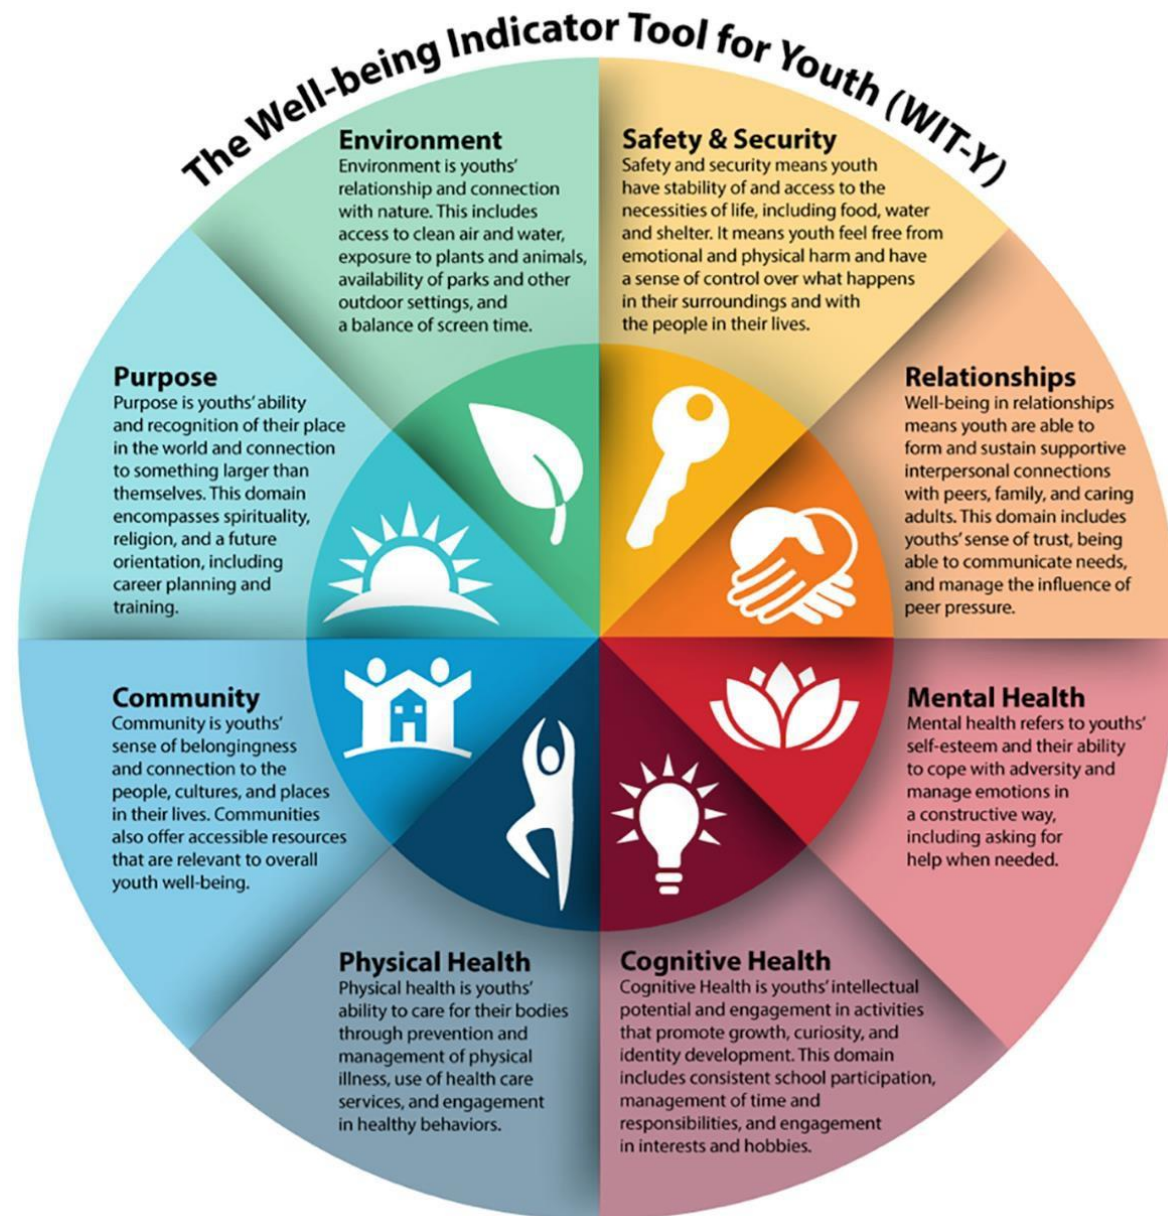 The Well-being Indicator Tool for Youth (WIT-Y)
Environment
Environment is youths'
relationship and connection
with nature. This includes
access to clean air and water,
exposure to plants and animals,
availability of parks and other
outdoor settings, and
a balance of screen time.
Safety & Security
Safety and security means youth
have stability of and access to the
necessities of life, including food, water
and shelter. It means youth feel free from
emotional and physical harm and have
a sense of control over what happens
in their surroundings and with
the people in their lives.
Relationships
Well-being in relationships
means youth are able to
form and sustain supportive
interpersonal connections
with peers, family, and caring
adults. This domain includes
youths' sense of trust, being
able to communicate needs,
and manage the influence of
peer pressure.
Mental Health
Mental health refers to youths'
self-esteem and their ability
to cope with adversity and
manage emotions in
a constructive way,
including asking for
help when needed.
Cognitive Health
Cognitive Health is youths' intellectual
potential and engagement in activities
that promote growth, curiosity, and
identity development. This domain
includes consistent school participation,
management of time and
responsibilities, and engagement
in interests and hobbies.
Physical Health
Physical health is youths'
ability to care for their bodies
through prevention and
management of physical
illness, use of health care
services, and engagement
in healthy behaviors.
Community
Community is youths'
sense of belongingness
and connection to the
people, cultures, and places
in their lives. Communities
also offer accessible resources
that are relevant to overall
youth well-being.
Purpose
Purpose is youths' ability
and recognition of their place
in the world and connection
to something larger than
themselves. This domain
encompasses spirituality,
religion, and a future
orientation, including
career planning and
training.